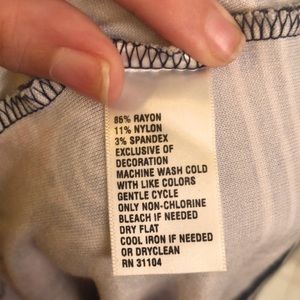 86% RAYON
11% NYLON
3% SPANDEX
EXCLUSIVE OF
DECORATION
MACHINE WASH COLD
WITH LIKE COLORS
GENTLE CYCLE
ONLY NON-CHLORINE
BLEACH IF NEEDED
DRY FLAT
COOL IRON IF NEEDED
OR DRYCLEAN
RN 31104